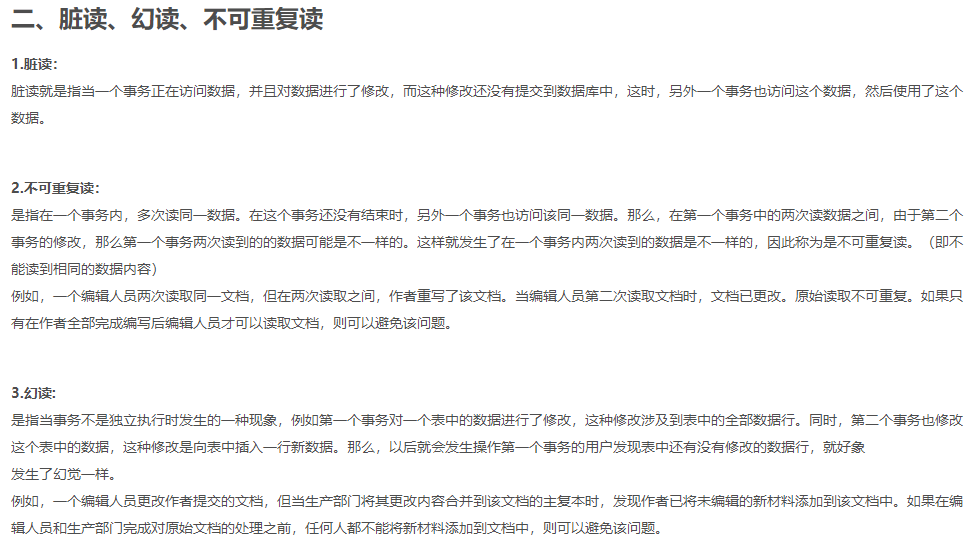 二、脏读、幻读、不可重复读
1.脏读：
脏读就是指当一个事务正在访问数据，并且对数据进行了修改，而这种修改还没有提交到数据库中，这时，另外一个事务也访问这个数据，然后使用了这个
数据。
2.不可重复读：
是指在一个事务内，多次读同一数据。在这个事务还没有结束时，另外一个事务也访问该同一数据。那么，在第一个事务中的两次读数据之间，由于第二个
事务的修改，那么第一个事务两次读到的的数据可能是不一样的。这样就发生了在一个事务内两次读到的数据是不一样的，因此称为是不可重复读。（即不
能读到相同的数据内容）
例如，一个编辑人员两次读取同一文档，但在两次读取之间，作者重写了该文档。当编辑人员第二次读取文档时，文档已更改。原始读取不可重复。如果只
有在作者全部完成编写后编辑人员才可以读取文档，则可以避免该问题。
3.幻读:
是指当事务不是独立执行时发生的一种现象，例如第一个事务对一个表中的数据进行了修改，这种修改涉及到表中的全部数据行。同时，第二个事务也修改
这个表中的数据，这种修改是向表中插入一行新数据。那么，以后就会发生操作第一个事务的用户发现表中还有没有修改的数据行，就好象
发生了幻觉一样。
例如，一个编辑人员更改作者提交的文档，但当生产部门将其更改内容合并到该文档的主复本时，发现作者已将未编辑的新材料添加到该文档中。如果在编
辑人员和生产部门完成对原始文档的处理之前，任何人都不能将新材料添加到文档中，则可以避免该问题。